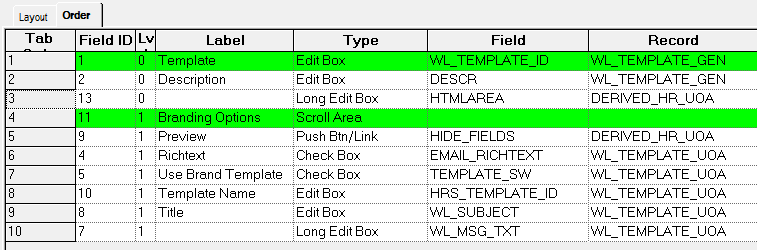 Layout Order
Tab Field ID Lv Label Type Field Record
1 1 0 Template Edit Box WL_TEMPLATE_ID WL_TEMPLATE_GEN
2 2 0 Description Edit Box DESCR WL_TEMPLATE_GEN
3 13 0 Long Edit Box HTMLAREA DERIVED_HR_UOA
4 11 1 Branding Options Scroll Area
5 9 1 Preview Push Btn/Link HIDE_FIELDS DERIVED_HR_UOA
6 4 1 Richtext Check Box EMAIL_RICHTEXT WL_TEMPLATE_UOA
7 5 1 Use Brand Template Check Box TEMPLATE_SW WL_TEMPLATE_UOA
8 10 1 Template Name Edit Box HRS_TEMPLATE_ID WL_TEMPLATE_UOA
9 8 1 Title Edit Box WL_SUBJECT WL_TEMPLATE_UOA
10 7 1 Long Edit Box WL_MSG_TXT WL_TEMPLATE_UOA